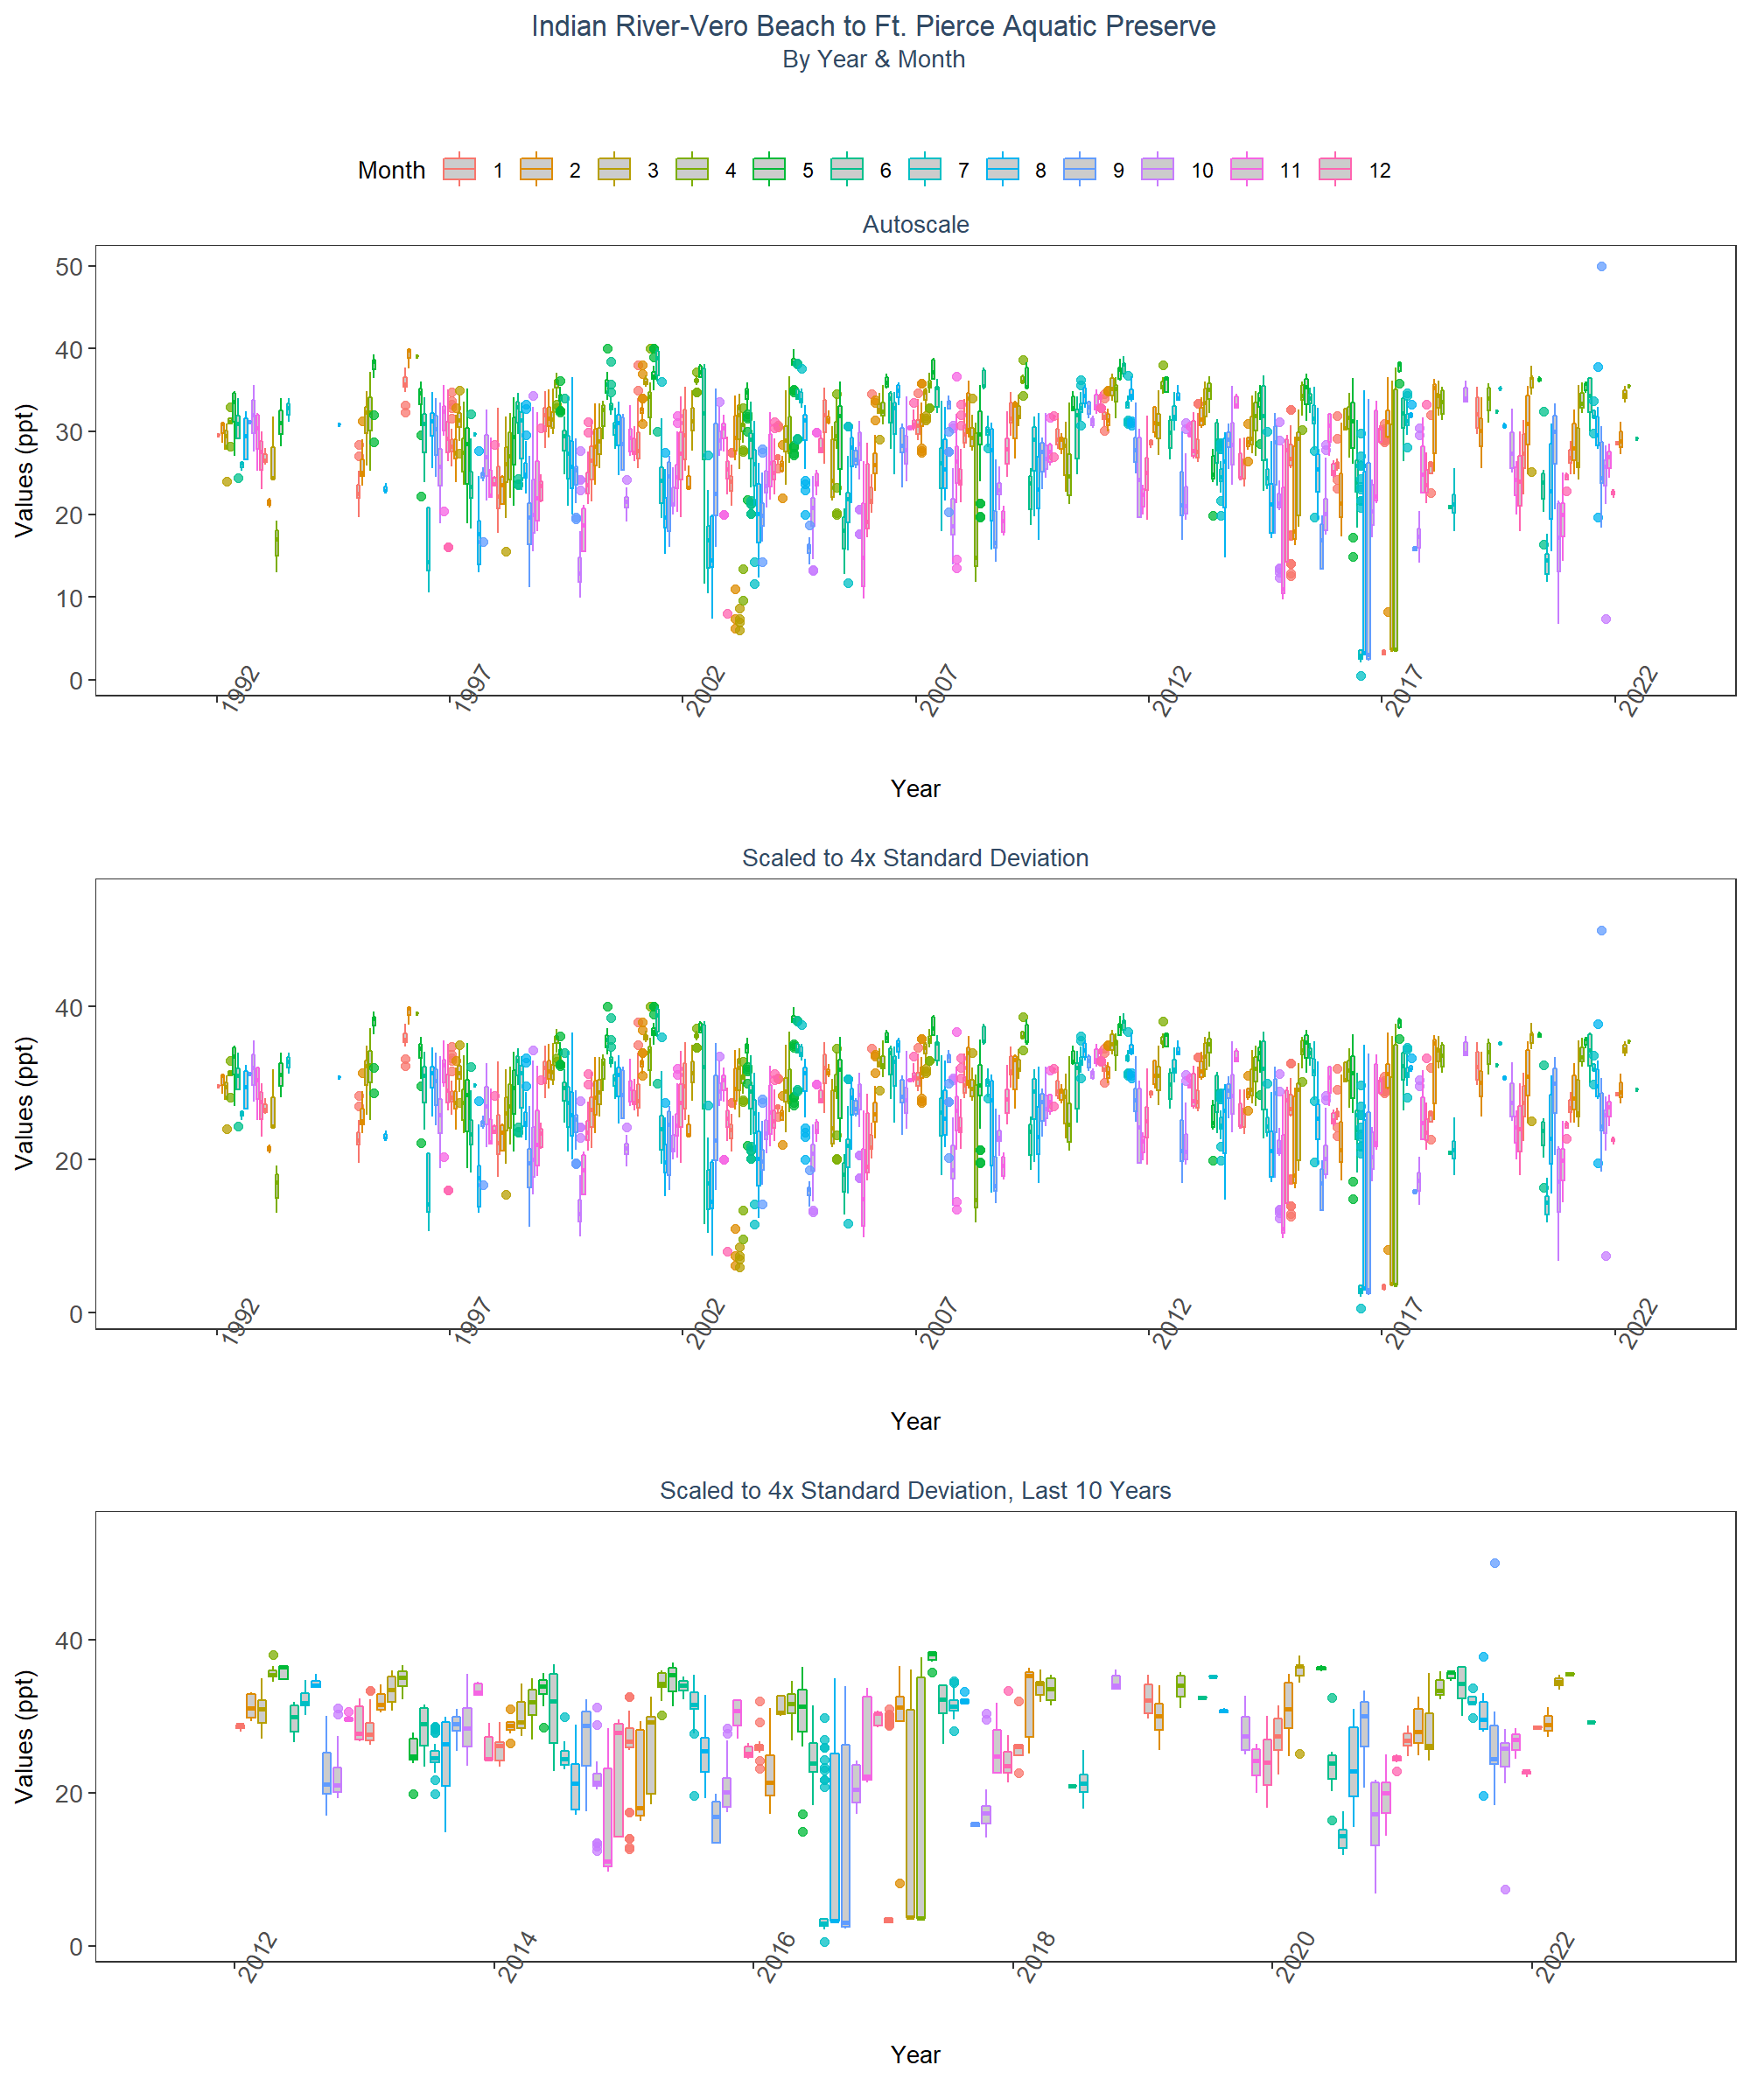 Indian River-Vero Beach to Ft. Pierce Aquatic Preserve
By Year & Month
Month 1 2 3 4 5 6 7 8 9 10 11 12
Autoscale
Values (ppt)
50
40
30
20
10
0
1992 1997 2002 2007 2012 2017 2022
Year
Scaled to 4x Standard Deviation
Values (ppt)
40
20
0
1992 1997 2002 2007 2012 2017 2022
Year
Scaled to 4x Standard Deviation, Last 10 Years
Values (ppt)
40
20
0
2012 2014 2016 2018 2020 2022
Year